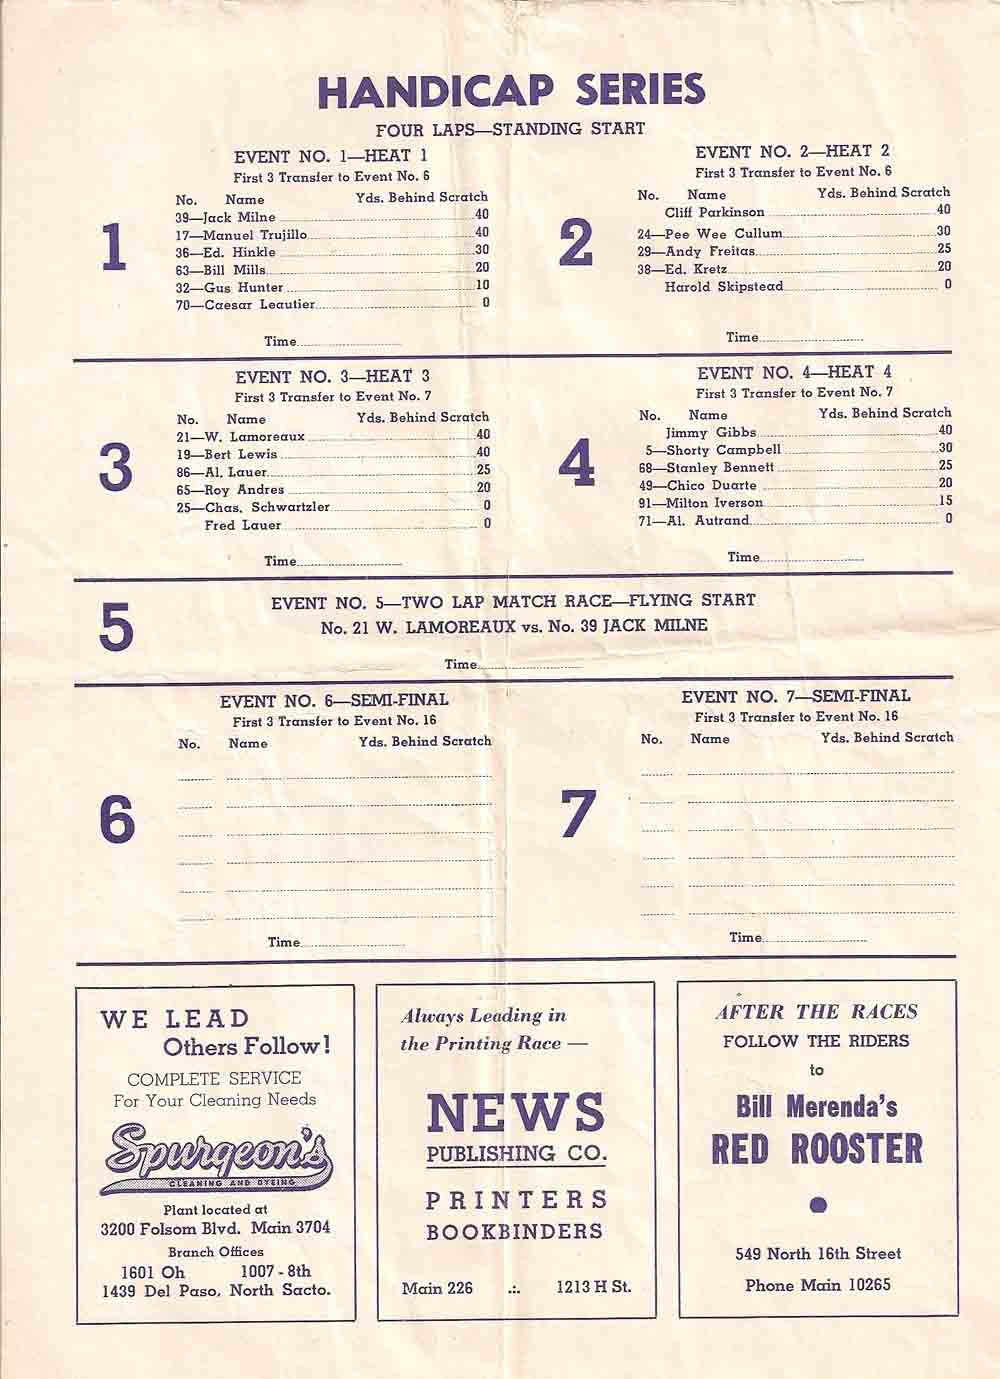 HANDICAP SERIES
FOUR LAPS—STANDING START
EVENT NO. 1—HEAT 1
First 3 Transfer to Event No. 6
No. Name Yds. Behind Scratch
1
39—Jack Milne 40
17—Manuel Trujillo 40
36—Ed. Hinkle 30
63—Bill Mills 20
32—Gus Hunter 10
70—Caesar Leautier 0
Time
EVENT NO. 2—HEAT 2
First 3 Transfer to Event No. 6
No. Name Yds. Behind Scratch
2
Cliff Parkinson 40
24—Pee Wee Cullum 30
29—Andy Freitas 25
38—Ed. Kretz 20
Harold Skipstead 0
Time
EVENT NO. 3—HEAT 3
First 3 Transfer to Event No. 7
No. Name Yds. Behind Scratch
3
21—W. Lamoreaux 40
19—Bert Lewis 40
86—Al. Lauer 25
65—Roy Andres 20
25—Chas. Schwartzler 0
Fred Lauer 0
Time
EVENT NO. 4—HEAT 4
First 3 Transfer to Event No. 7
No. Name Yds. Behind Scratch
4
Jimmy Gibbs 40
5—Shorty Campbell 30
68—Stanley Bennett 25
49—Chico Duarte 20
91—Milton Iverson 15
71—Al. Autrand 0
Time
5
EVENT NO. 5—TWO LAP MATCH RACE—FLYING START
No. 21 W. LAMOREAUX vs. No. 39 JACK MILNE
Time
EVENT NO. 6—SEMI-FINAL
First 3 Transfer to Event No. 16
No. Name Yds. Behind Scratch
6
Time
EVENT NO. 7—SEMI-FINAL
First 3 Transfer to Event No. 16
No. Name Yds. Behind Scratch
7
Time
WE LEAD
Others Follow!
COMPLETE SERVICE
For Your Cleaning Needs
Spurgeon's
CLEANING AND DYEING
Plant located at
3200 Folsom Blvd. Main 3704
Branch Offices
1601 Oh 1007 - 8th
1439 Del Paso, North Sacto.
Always Leading in
the Printing Race —
NEWS
PUBLISHING CO.
PRINTERS
BOOKBINDERS
Main 226 .:. 1213 H St.
AFTER THE RACES
FOLLOW THE RIDERS
to
Bill Merenda's
RED ROOSTER
549 North 16th Street
Phone Main 10265